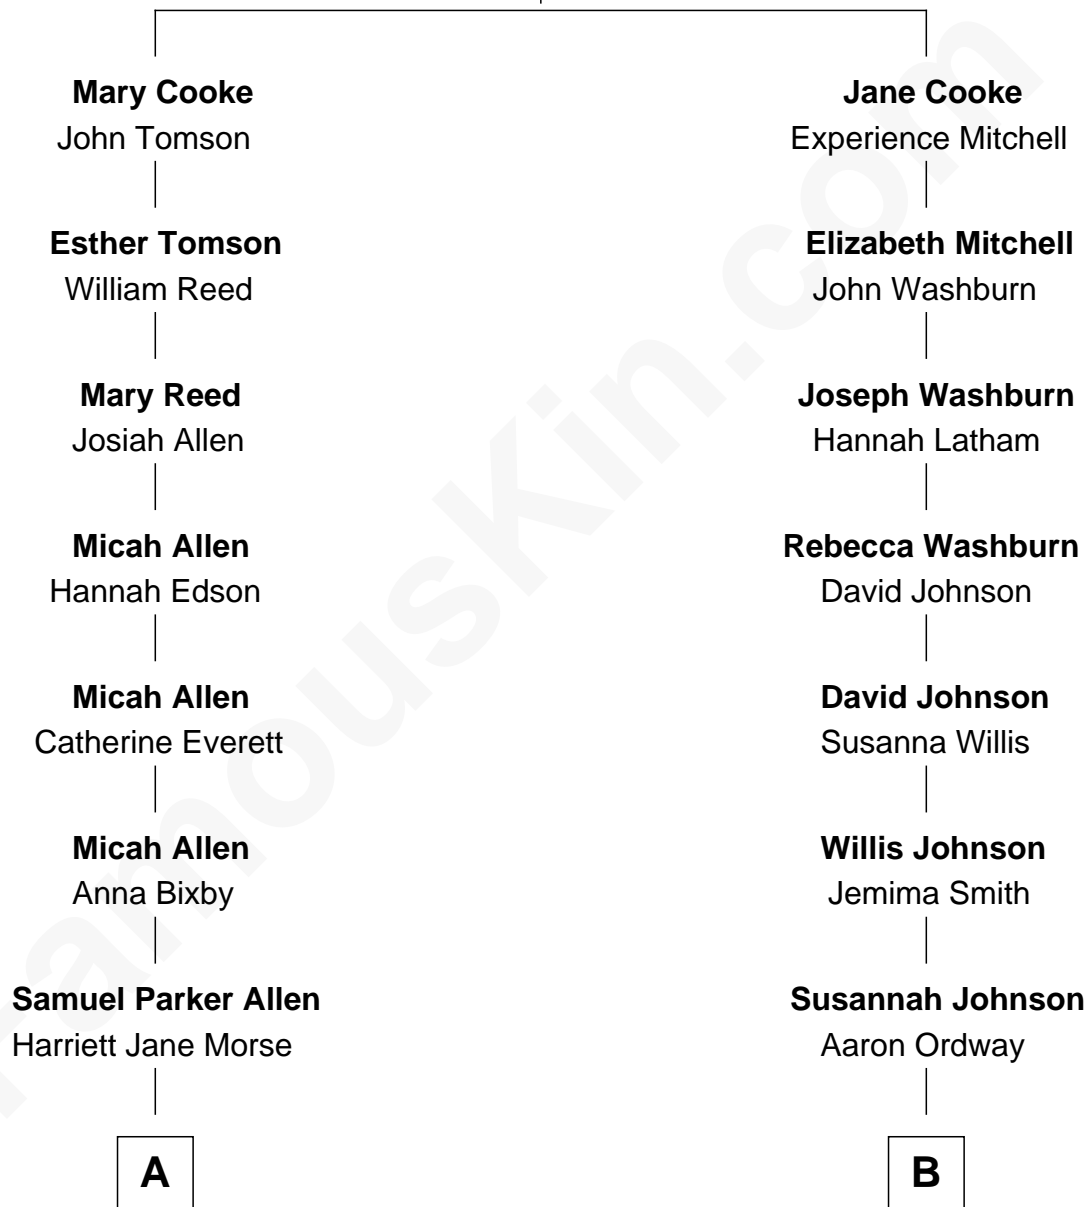 Mary Cooke
John Tomson
Esther Tomson
William Reed
Mary Reed
Josiah Allen
Micah Allen
Hannah Edson
Micah Allen
Catherine Everett
Micah Allen
Anna Bixby
Samuel Parker Allen
Harriett Jane Morse
A
Jane Cooke
Experience Mitchell
Elizabeth Mitchell
John Washburn
Joseph Washburn
Hannah Latham
Rebecca Washburn
David Johnson
David Johnson
Susanna Willis
Willis Johnson
Jemima Smith
Susannah Johnson
Aaron Ordway
B
FamousKin.com